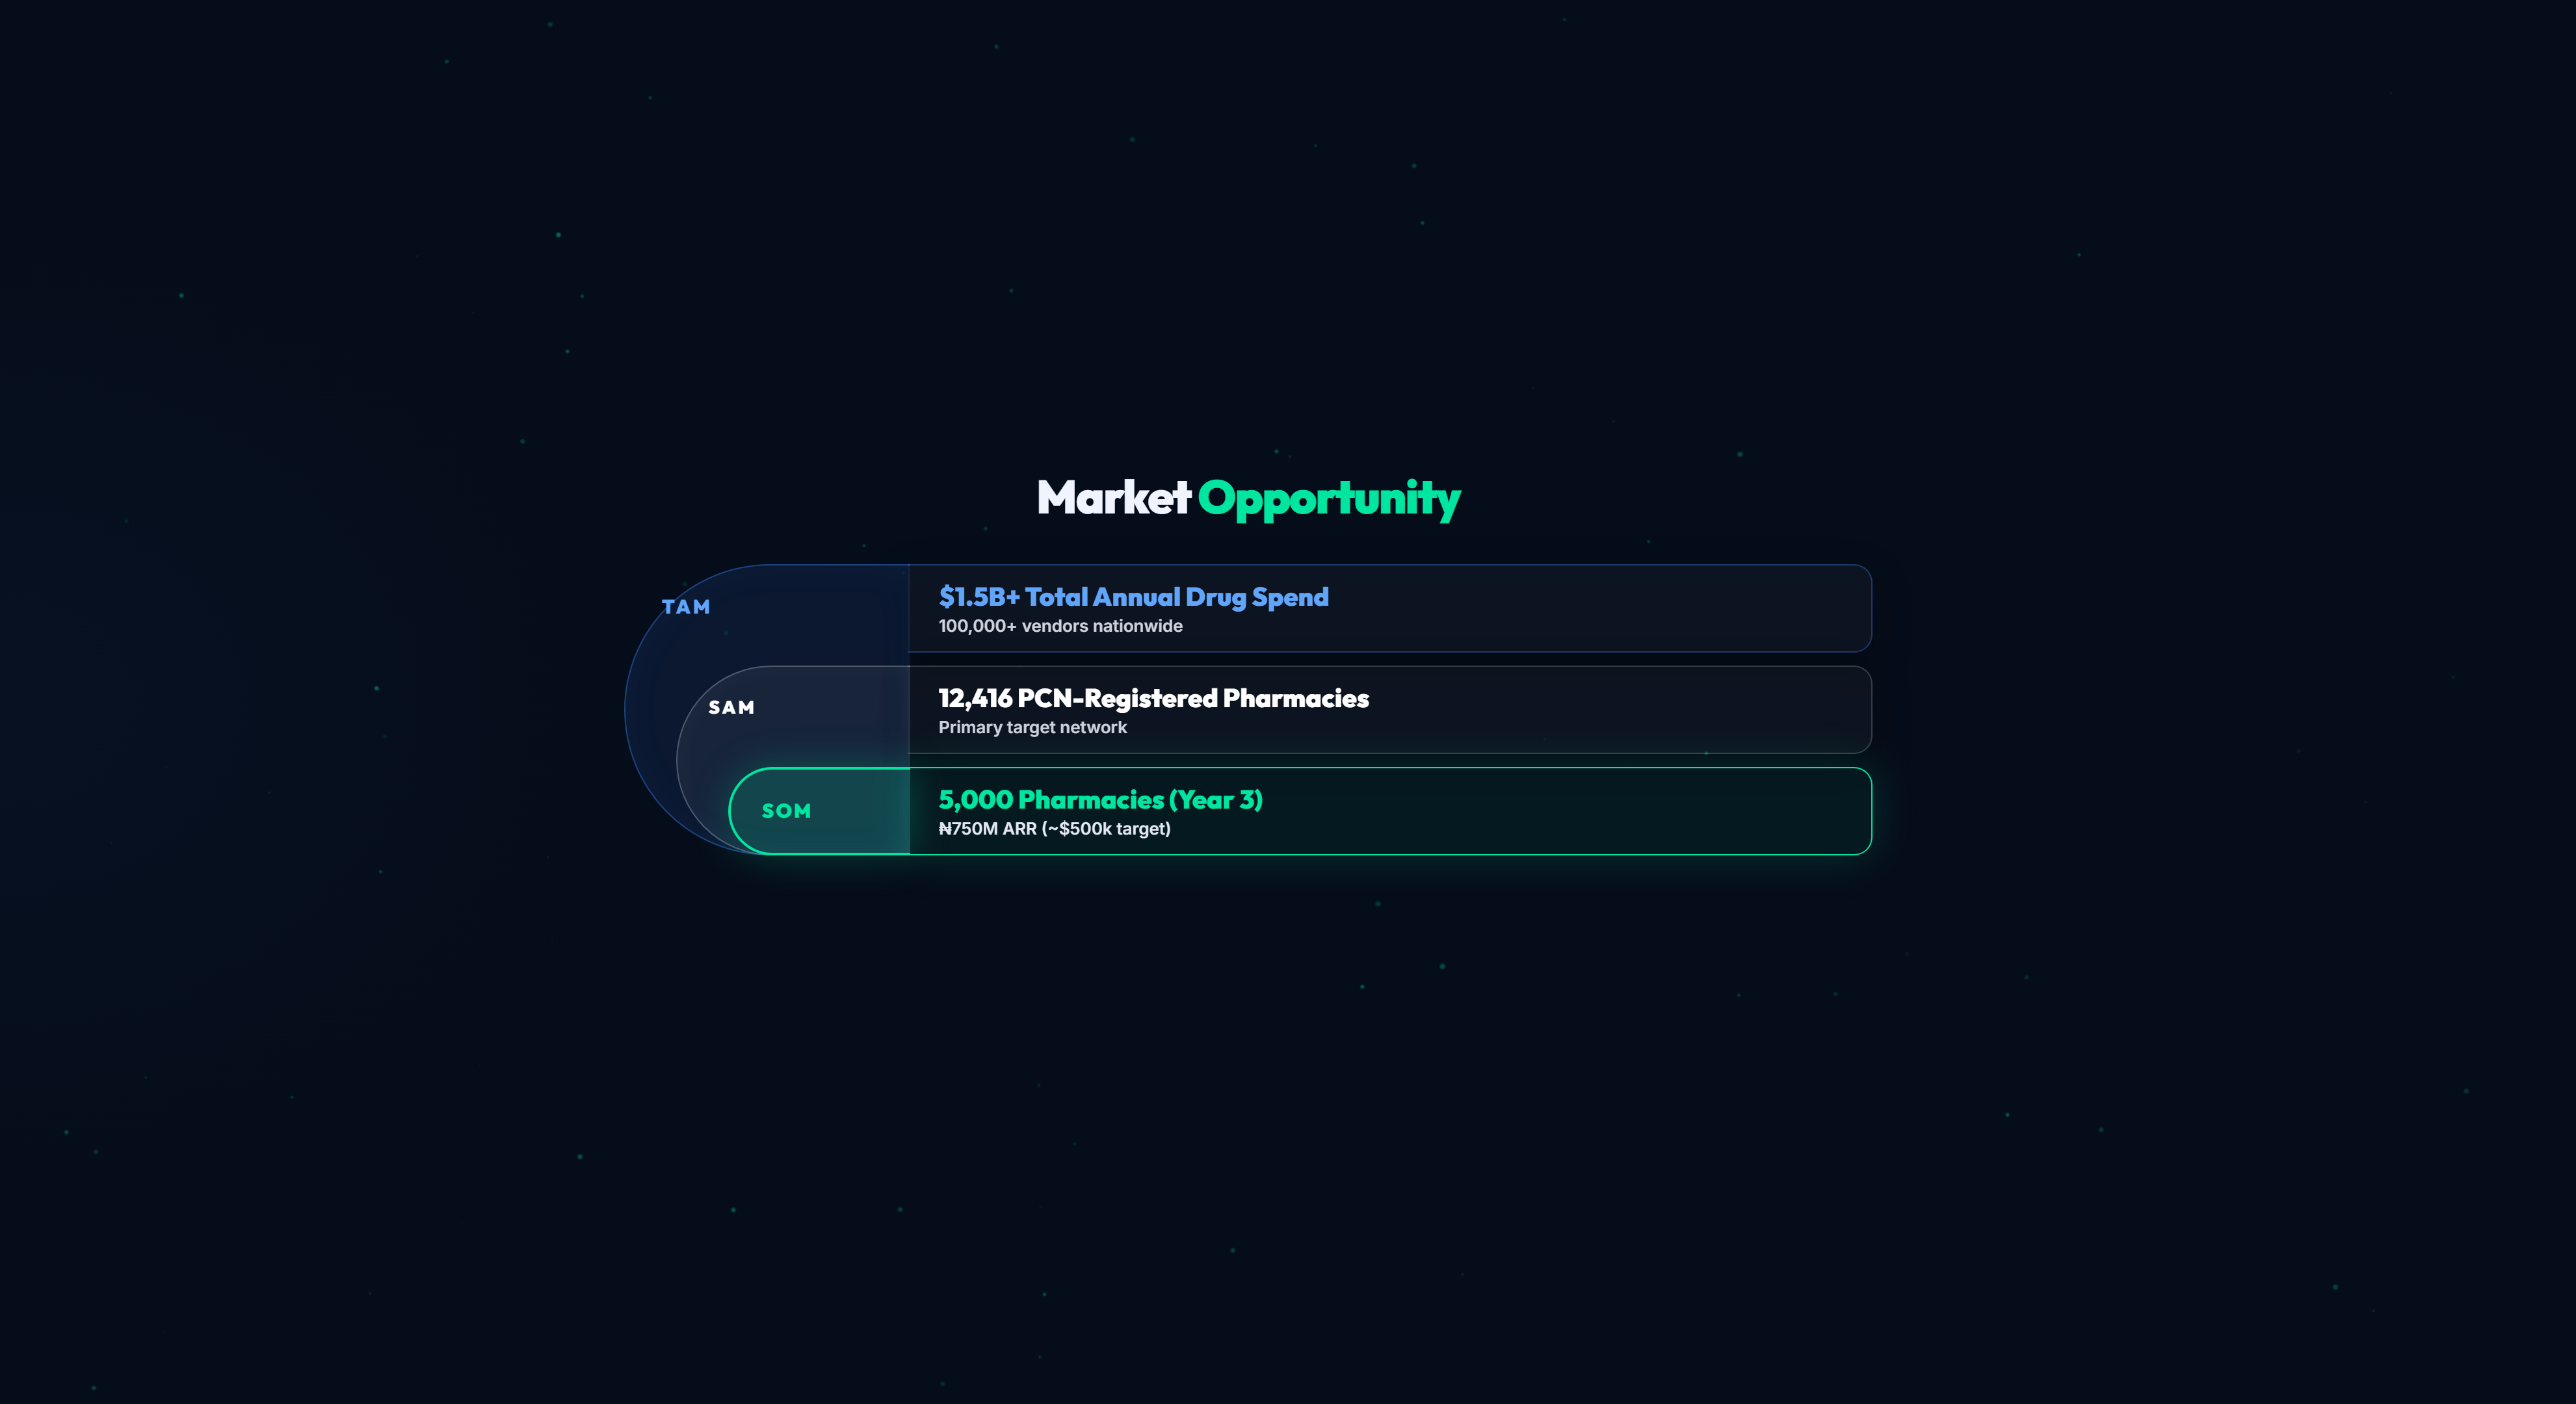 Market Opportunity
TAM
$1.5B+ Total Annual Drug Spend
100,000+ vendors nationwide
SAM
12,416 PCN-Registered Pharmacies
Primary target network
SOM
5,000 Pharmacies (Year 3)
₦750M ARR (~$500k target)